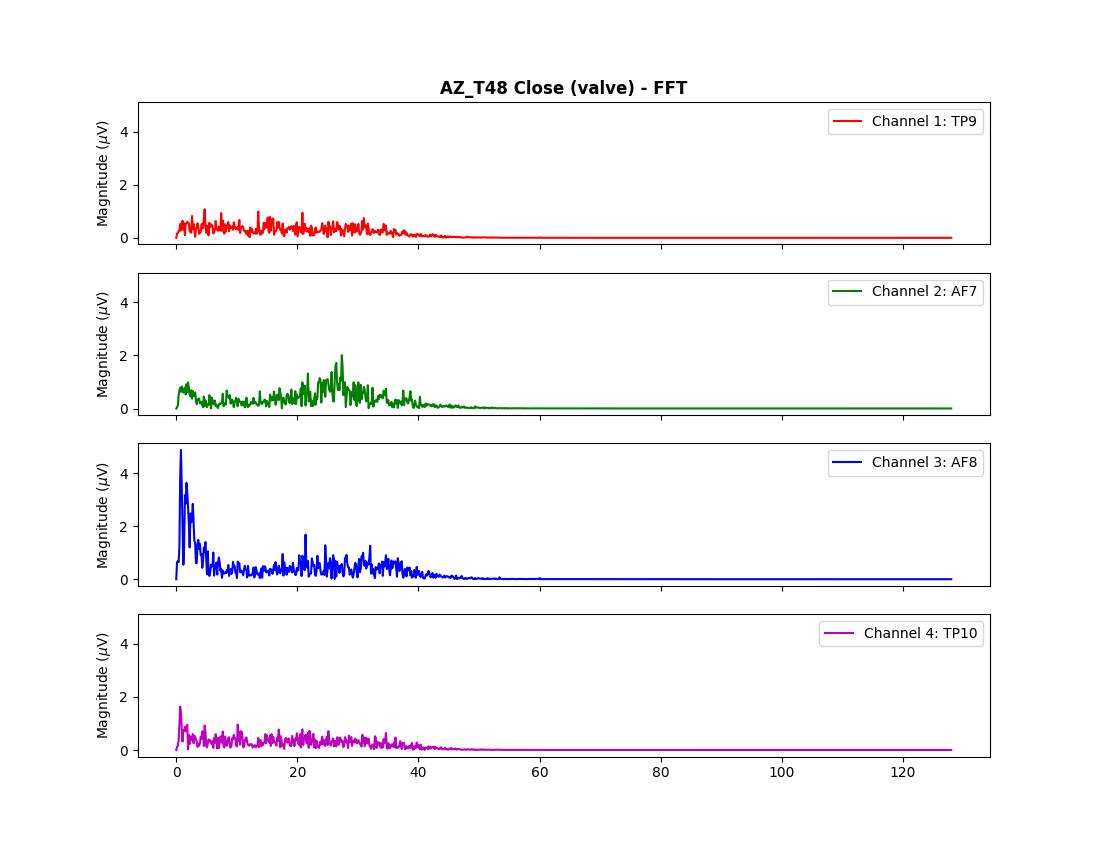 AZ_T48 Close (valve) - FFT
Magnitude (μV)
4
2
0
Channel 1: TP9
Magnitude (μV)
4
2
0
Channel 2: AF7
Magnitude (μV)
4
2
0
Channel 3: AF8
Magnitude (μV)
4
2
0
Channel 4: TP10
0 20 40 60 80 100 120